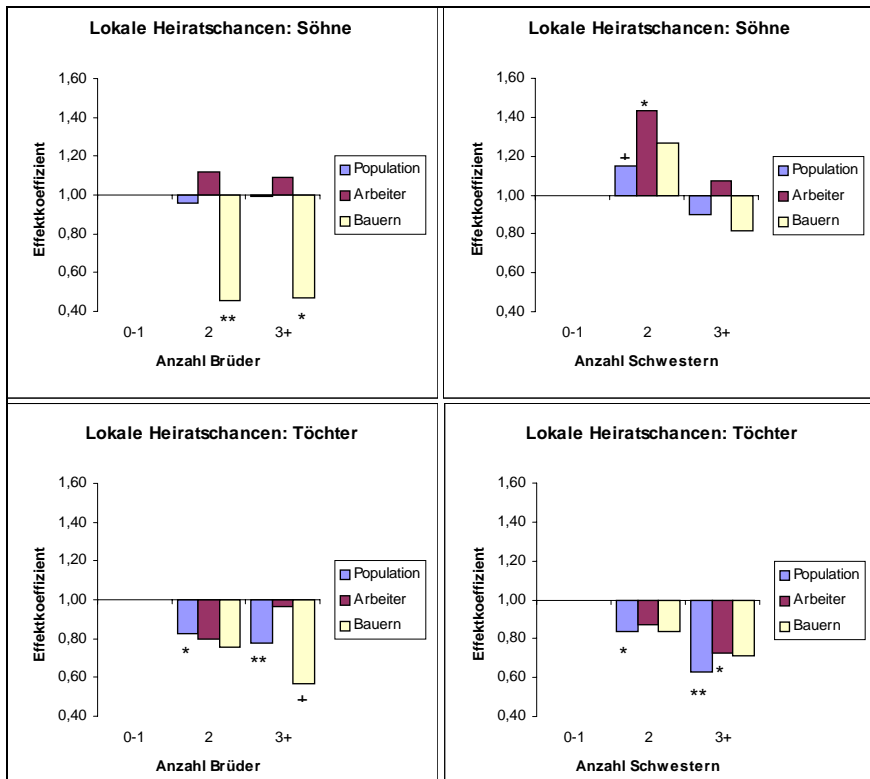 Lokale Heiratschancen: Söhne
1,60
1,40
1,20
1,00
0,80
0,60
0,40
Effektkoeffizient
Population
Arbeiter
Bauern
**
*
0-1 2 3+
Anzahl Brüder
Lokale Heiratschancen: Söhne
1,60
1,40
1,20
1,00
0,80
0,60
0,40
Effektkoeffizient
+
*
Population
Arbeiter
Bauern
0-1 2 3+
Anzahl Schwestern
Lokale Heiratschancen: Töchter
1,60
1,40
1,20
1,00
0,80
0,60
0,40
Effektkoeffizient
Population
Arbeiter
Bauern
*
**
+
0-1 2 3+
Anzahl Brüder
Lokale Heiratschancen: Töchter
1,60
1,40
1,20
1,00
0,80
0,60
0,40
Effektkoeffizient
Population
Arbeiter
Bauern
*
**
*
0-1 2 3+
Anzahl Schwestern